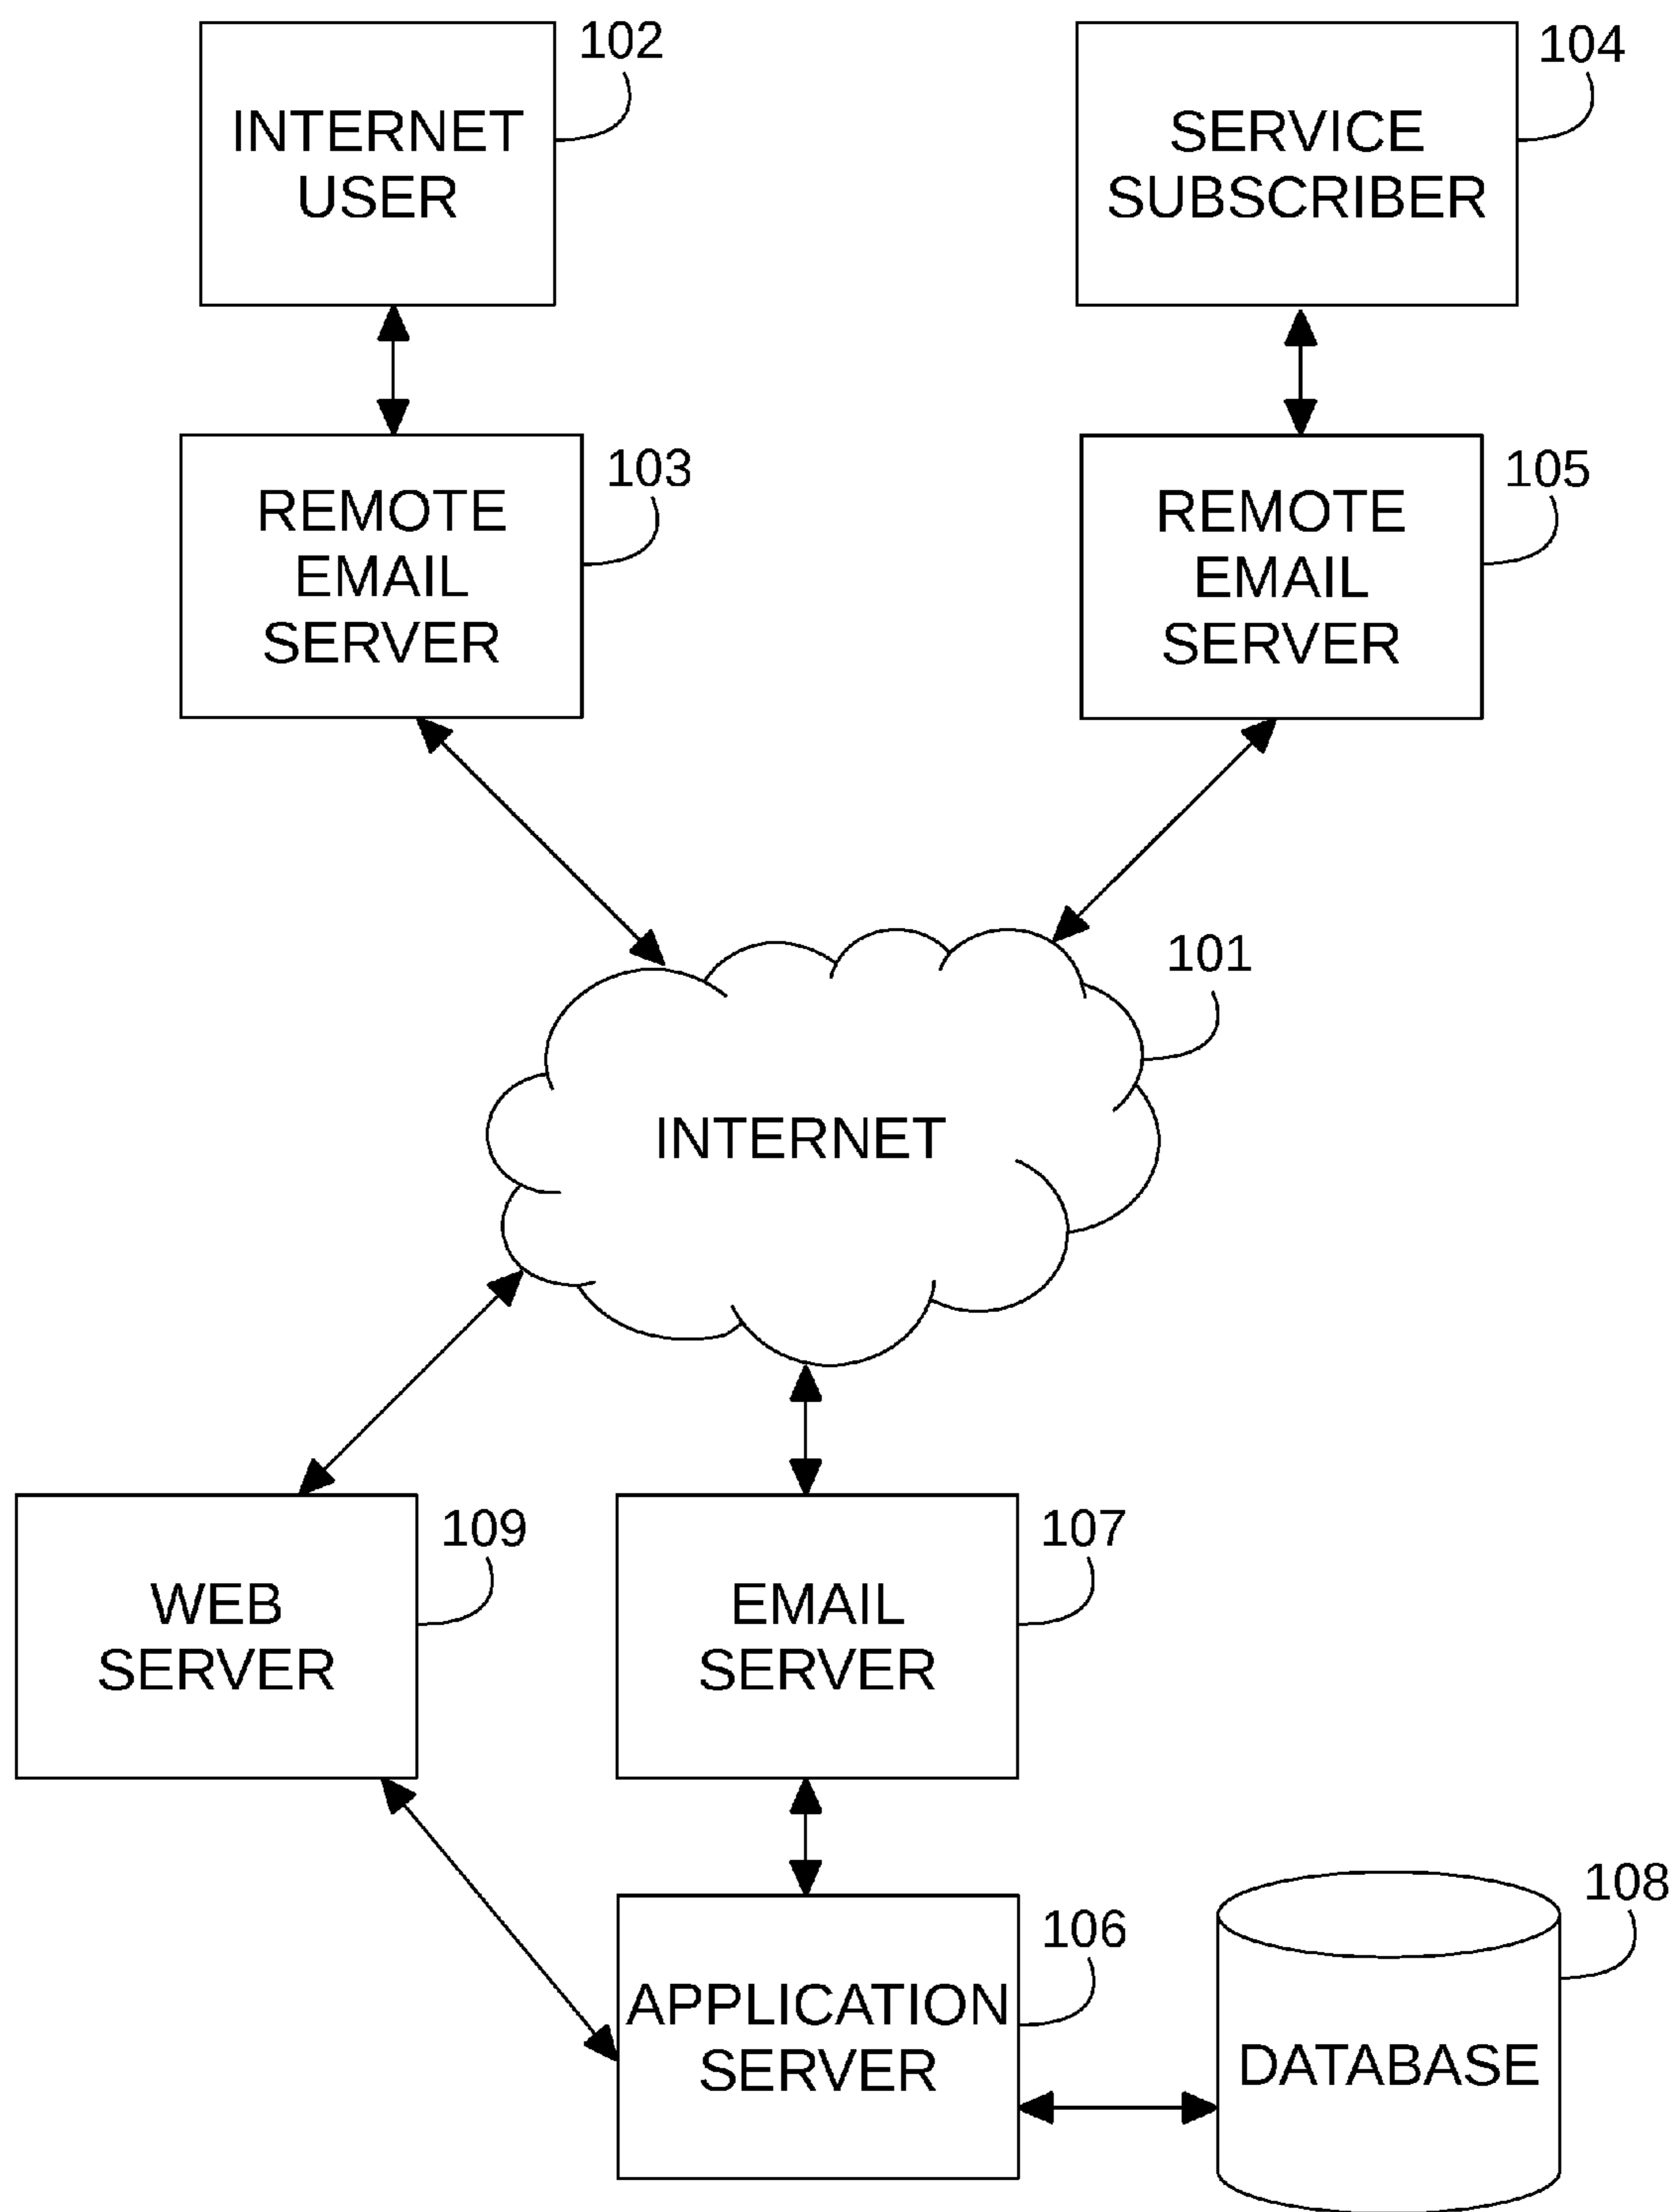 102
INTERNET
USER
104
SERVICE
SUBSCRIBER
103
REMOTE
EMAIL
SERVER
105
REMOTE
EMAIL
SERVER
101
INTERNET
109
WEB
SERVER
107
EMAIL
SERVER
106
APPLICATION
SERVER
108
DATABASE